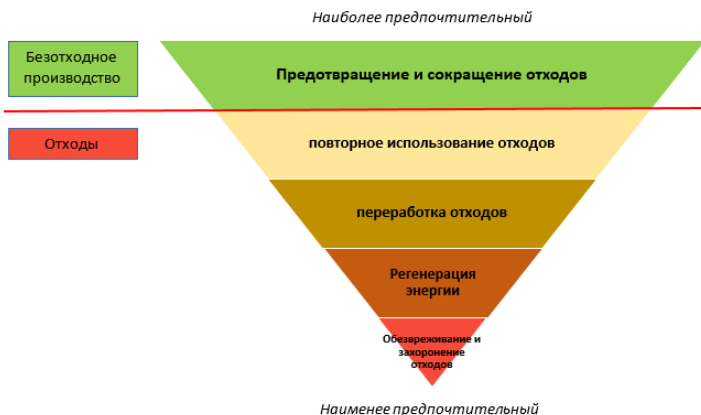 Наиболее предпочтительный
Безотходное
производство
Предотвращение и сокращение отходов
Отходы
повторное использование отходов
переработка отходов
Регенерация
энергии
Обезвреживание и
захоронение
отходов
Наименее предпочтительный